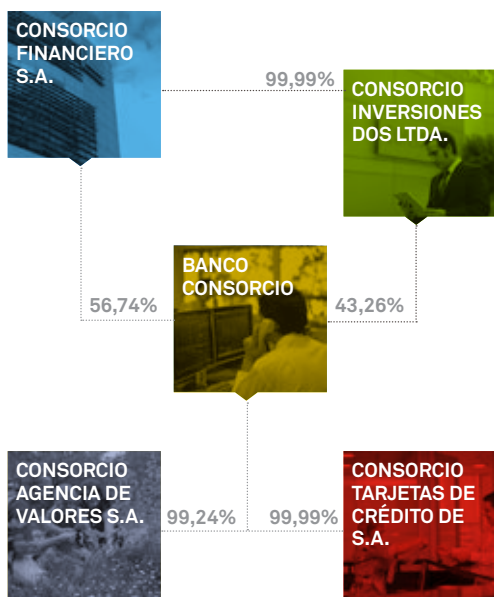 CONSORCIO
FINANCIERO
S.A.
99,99%
CONSORCIO
INVERSIONES
DOS LTDA.
BANCO
CONSORCIO
56,74%
43,26%
CONSORCIO
AGENCIA DE
VALORES S.A.
99,24%
99,99%
CONSORCIO
TARJETAS DE
CRÉDITO DE
S.A.